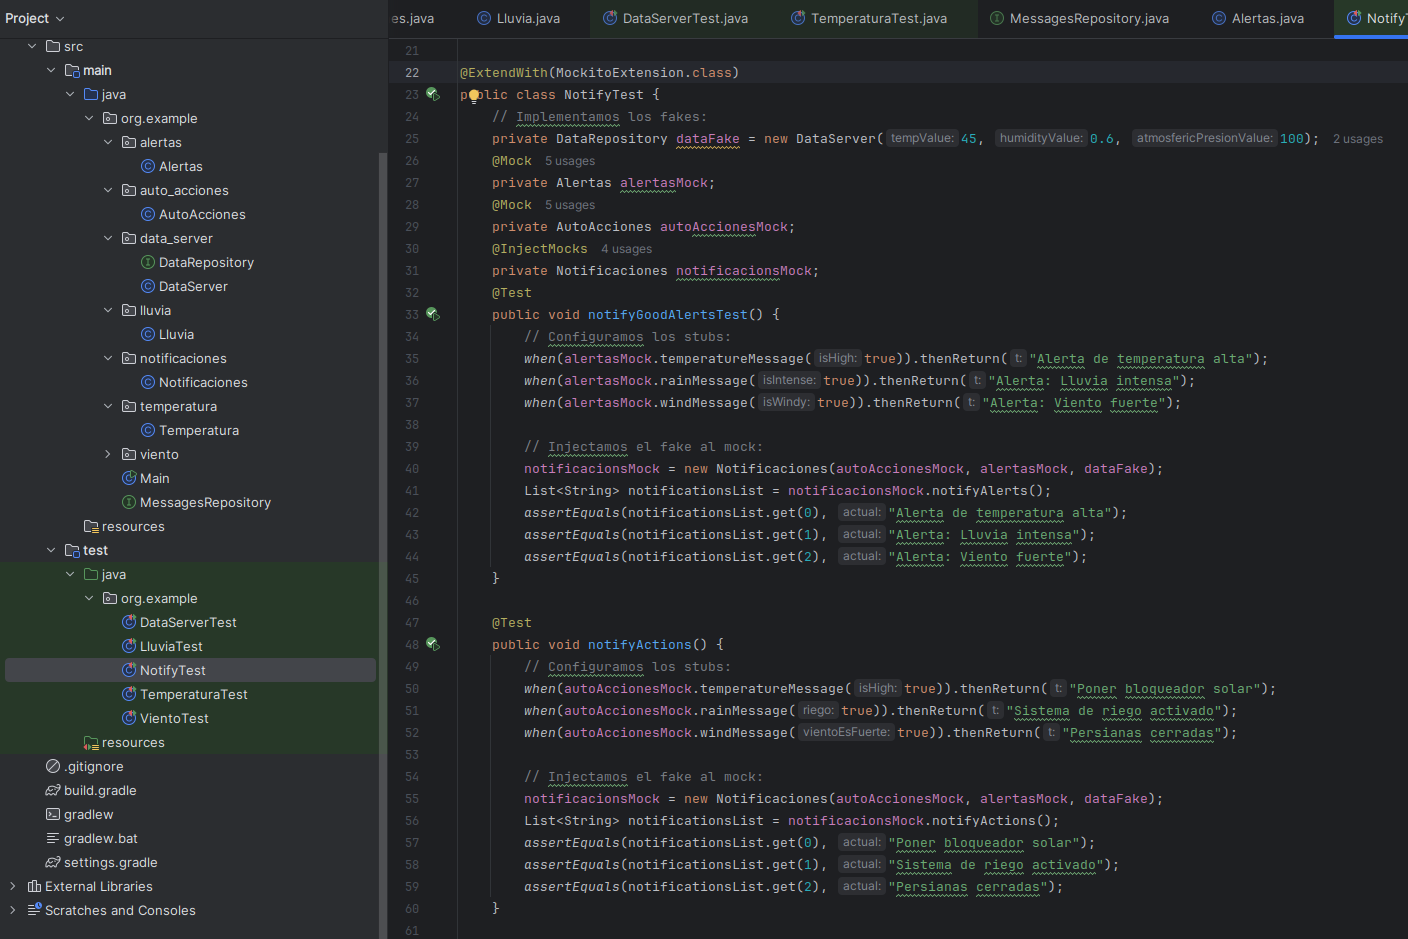 Project
es.java
Lluvia.java
DataServerTest.java
TemperaturaTest.java
MessagesRepository.java
Alertas.java
src
main
java
org.example
alertas
Alertas
auto_acciones
AutoAcciones
data_server
DataRepository
DataServer
lluvia
Lluvia
notificaciones
Notificaciones
temperatura
Temperatura
viento
Main
MessagesRepository
resources
test
java
org.example
DataServerTest
LluviaTest
NotifyTest
TemperaturaTest
VientoTest
resources
.gitignore
build.gradle
gradlew
gradlew.bat
settings.gradle
External Libraries
Scratches and Consoles
21
22 @ExtendWith(MockitoExtension.class)
23 public class NotifyTest {
24 // Implementamos los fakes:
25 private DataRepository dataFake = new DataServer( tempValue: 45, humidityValue: 0.6, atmosfericPresionValue: 100); 2 usages
26 @Mock 5 usages
27 private Alertas alertasMock;
28 @Mock 5 usages
29 private AutoAcciones autoAccionesMock;
30 @InjectMocks 4 usages
31 private Notificaciones notificacionsMock;
32 @Test
33 public void notifyGoodAlertsTest() {
34 // Configuramos los stubs:
35 when(alertasMock.temperatureMessage( isHigh: true)).thenReturn( t: "Alerta de temperatura alta");
36 when(alertasMock.rainMessage( isIntense: true)).thenReturn( t: "Alerta: Lluvia intensa");
37 when(alertasMock.windMessage( isWindy: true)).thenReturn( t: "Alerta: Viento fuerte");
38
39 // Injectamos el fake al mock:
40 notificacionsMock = new Notificaciones(autoAccionesMock, alertasMock, dataFake);
41 List<String> notificationsList = notificacionsMock.notifyAlerts();
42 assertEquals(notificationsList.get(0), actual: "Alerta de temperatura alta");
43 assertEquals(notificationsList.get(1), actual: "Alerta: Lluvia intensa");
44 assertEquals(notificationsList.get(2), actual: "Alerta: Viento fuerte");
45 }
46
47 @Test
48 public void notifyActions() {
49 // Configuramos los stubs:
50 when(autoAccionesMock.temperatureMessage( isHigh: true)).thenReturn( t: "Poner bloqueador solar");
51 when(autoAccionesMock.rainMessage( riego: true)).thenReturn( t: "Sistema de riego activado");
52 when(autoAccionesMock.windMessage( vientoEsFuerte: true)).thenReturn( t: "Persianas cerradas");
53
54 // Injectamos el fake al mock:
55 notificacionsMock = new Notificaciones(autoAccionesMock, alertasMock, dataFake);
56 List<String> notificationsList = notificacionsMock.notifyActions();
57 assertEquals(notificationsList.get(0), actual: "Poner bloqueador solar");
58 assertEquals(notificationsList.get(1), actual: "Sistema de riego activado");
59 assertEquals(notificationsList.get(2), actual: "Persianas cerradas");
60 }
61